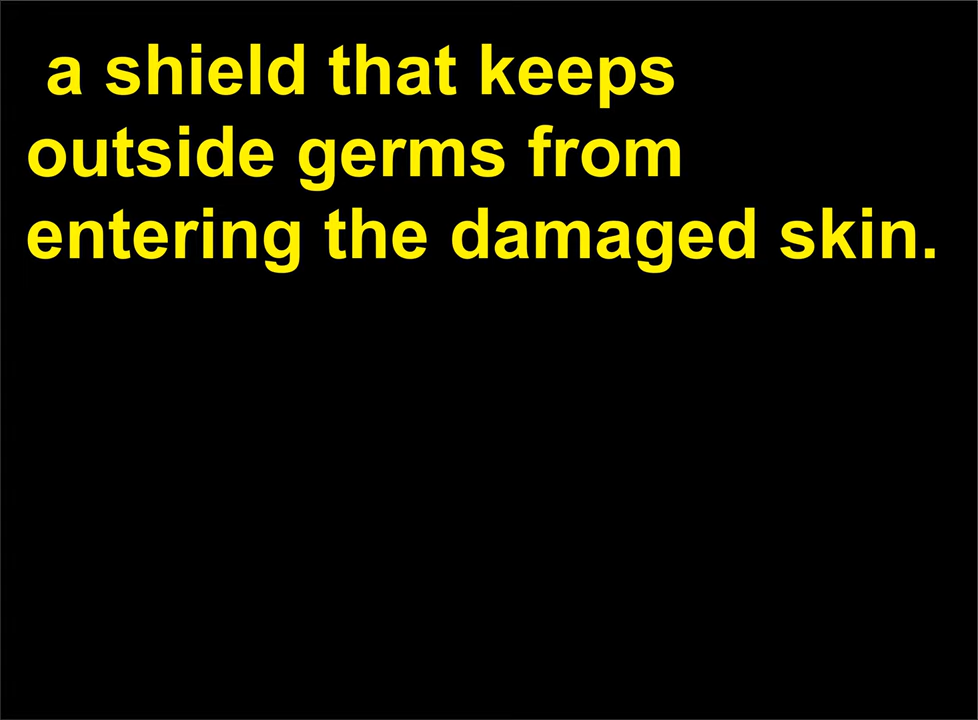 a shield that keeps
outside germs from
entering the damaged skin.